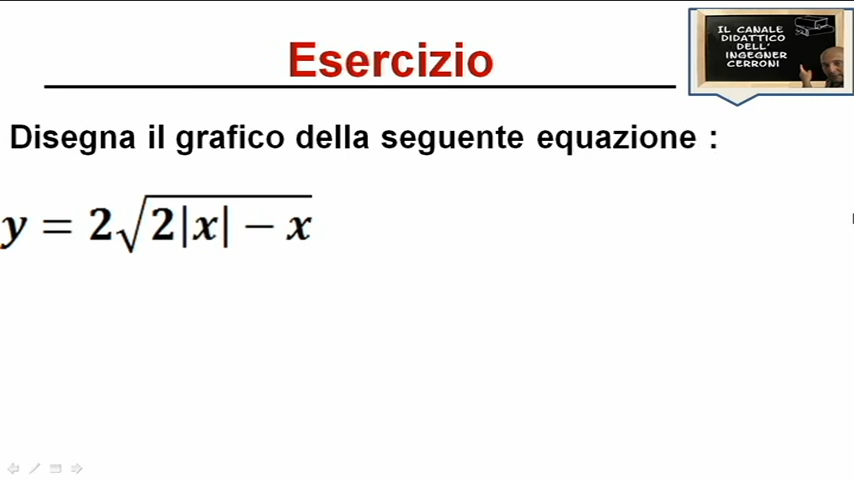 Esercizio
IL CANALE
DIDATTICO
DELL'
INGEGNER
CERRONI
Disegna il grafico della seguente equazione :
y = 2√(2|x| − x)